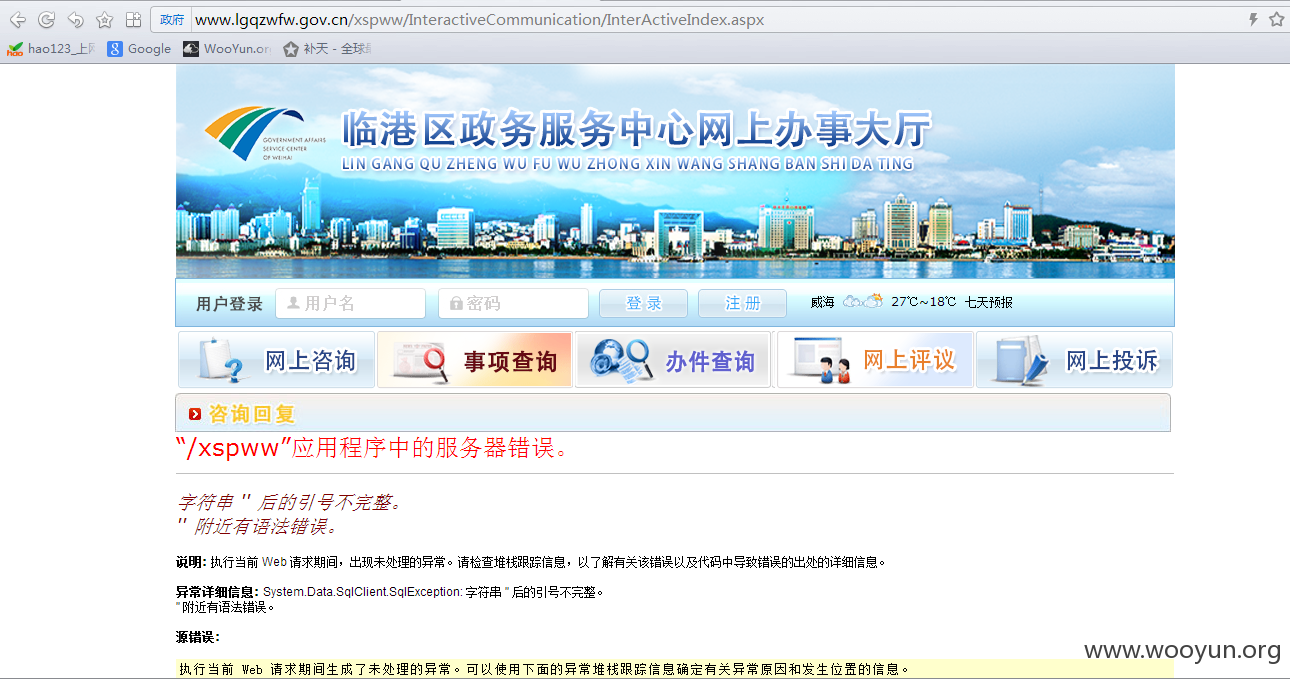 政府 www.lgqzwfw.gov.cn/xspww/InteractiveCommunication/InterActiveIndex.aspx
hao123_上网 Google WooYun.or 补天 - 全球最
GOVERNMENT AFFAIRS
SERVICE CENTER
OF WEIHAI
临港区政务服务中心网上办事大厅
LIN GANG QU ZHENG WU FU WU ZHONG XIN WANG SHANG BAN SHI DA TING
用户登录 用户名 密码 登 录 注 册 威海 27℃~18℃ 七天预报
网上咨询 事项查询 办件查询 网上评议 网上投诉
咨询回复
“/xspww”应用程序中的服务器错误。
字符串 '' 后的引号不完整。
'' 附近有语法错误。
说明: 执行当前 Web 请求期间，出现未处理的异常。请检查堆栈跟踪信息，以了解有关该错误以及代码中导致错误的出处的详细信息。
异常详细信息: System.Data.SqlClient.SqlException: 字符串 '' 后的引号不完整。
'' 附近有语法错误。
源错误:
执行当前 Web 请求期间生成了未处理的异常。可以使用下面的异常堆栈跟踪信息确定有关异常原因和发生位置的信息。
www.wooyun.org